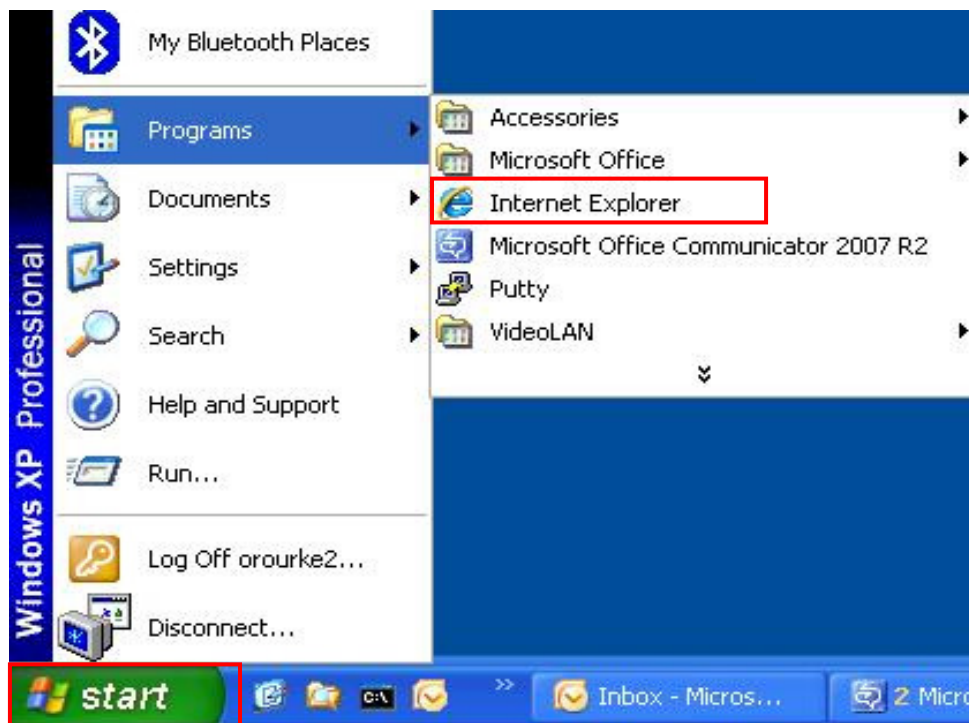 My Bluetooth Places
Programs
Documents
Settings
Search
Help and Support
Run...
Log Off orourke2...
Disconnect...
Windows XP Professional
Accessories
Microsoft Office
Internet Explorer
Microsoft Office Communicator 2007 R2
Putty
VideoLAN
start
C:\
Inbox - Micros...
2 Micro